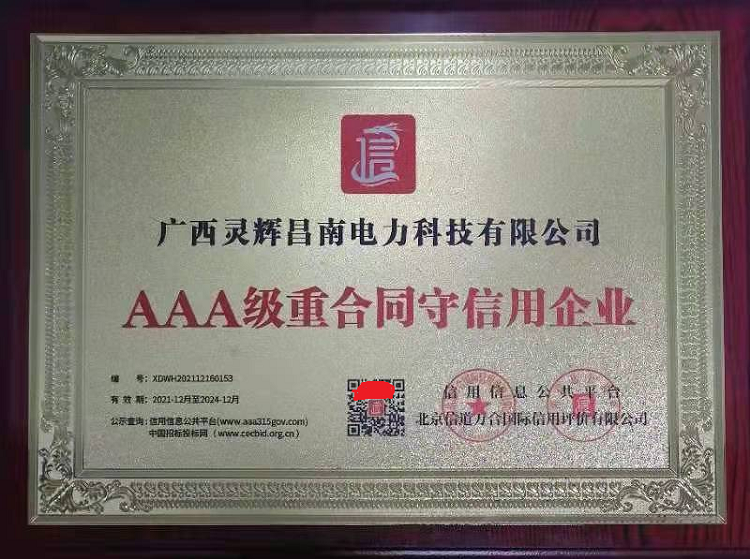 信
广西灵辉昌南电力科技有限公司
AAA级重合同守信用企业
编 号：XDWH202112160153
有 效 期：2021-12月至2024-12月
公示查询：信用信息公共平台(www.aaa315gov.com)
中国招标投标网 （www.cecbid.org.cn）
信用信息公共平台
北京信道力合国际信用评价有限公司